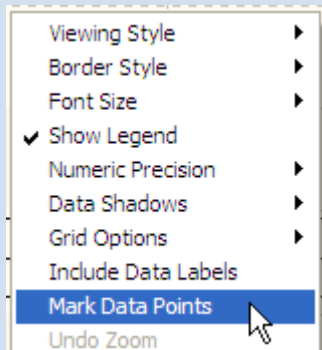 Viewing Style
Border Style
Font Size
Show Legend
Numeric Precision
Data Shadows
Grid Options
Include Data Labels
Mark Data Points
Undo Zoom